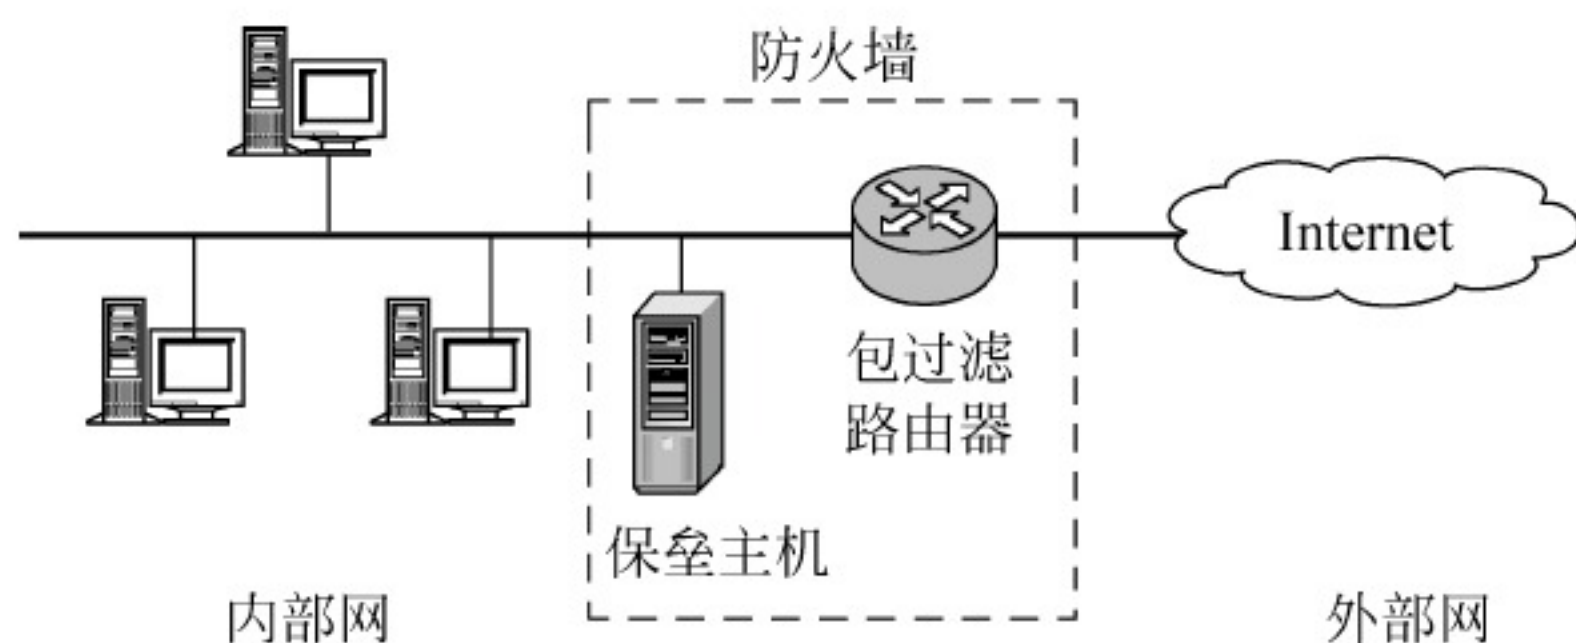 防火墙
Internet
包过滤
路由器
保垒主机
内部网
外部网